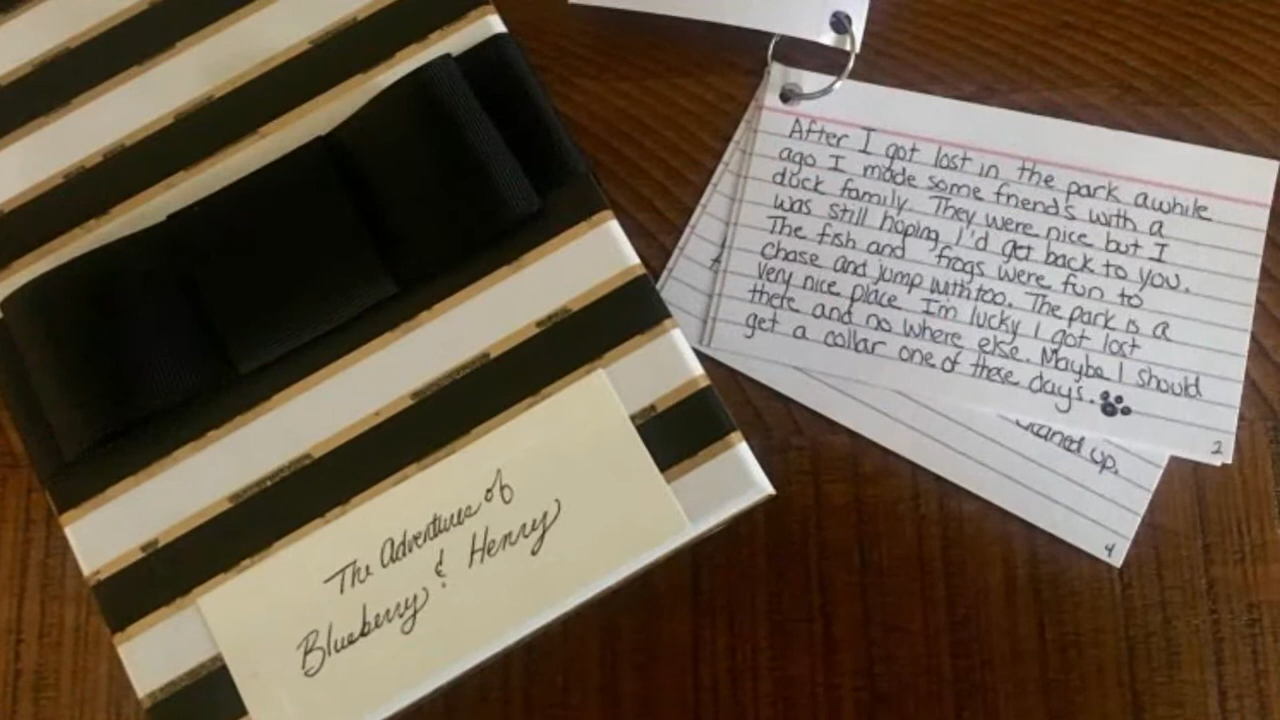 After I got lost in the park awhile
ago I made some friends with a
duck family. They were nice but I
was still hoping I'd get back to you.
The fish and frogs were fun to
chase and jump with too. The park is a
very nice place. I'm lucky I got lost
there and no where else. Maybe I should
get a collar one of these days.
2
up.
4
The Adventures of
Blueberry & Henry